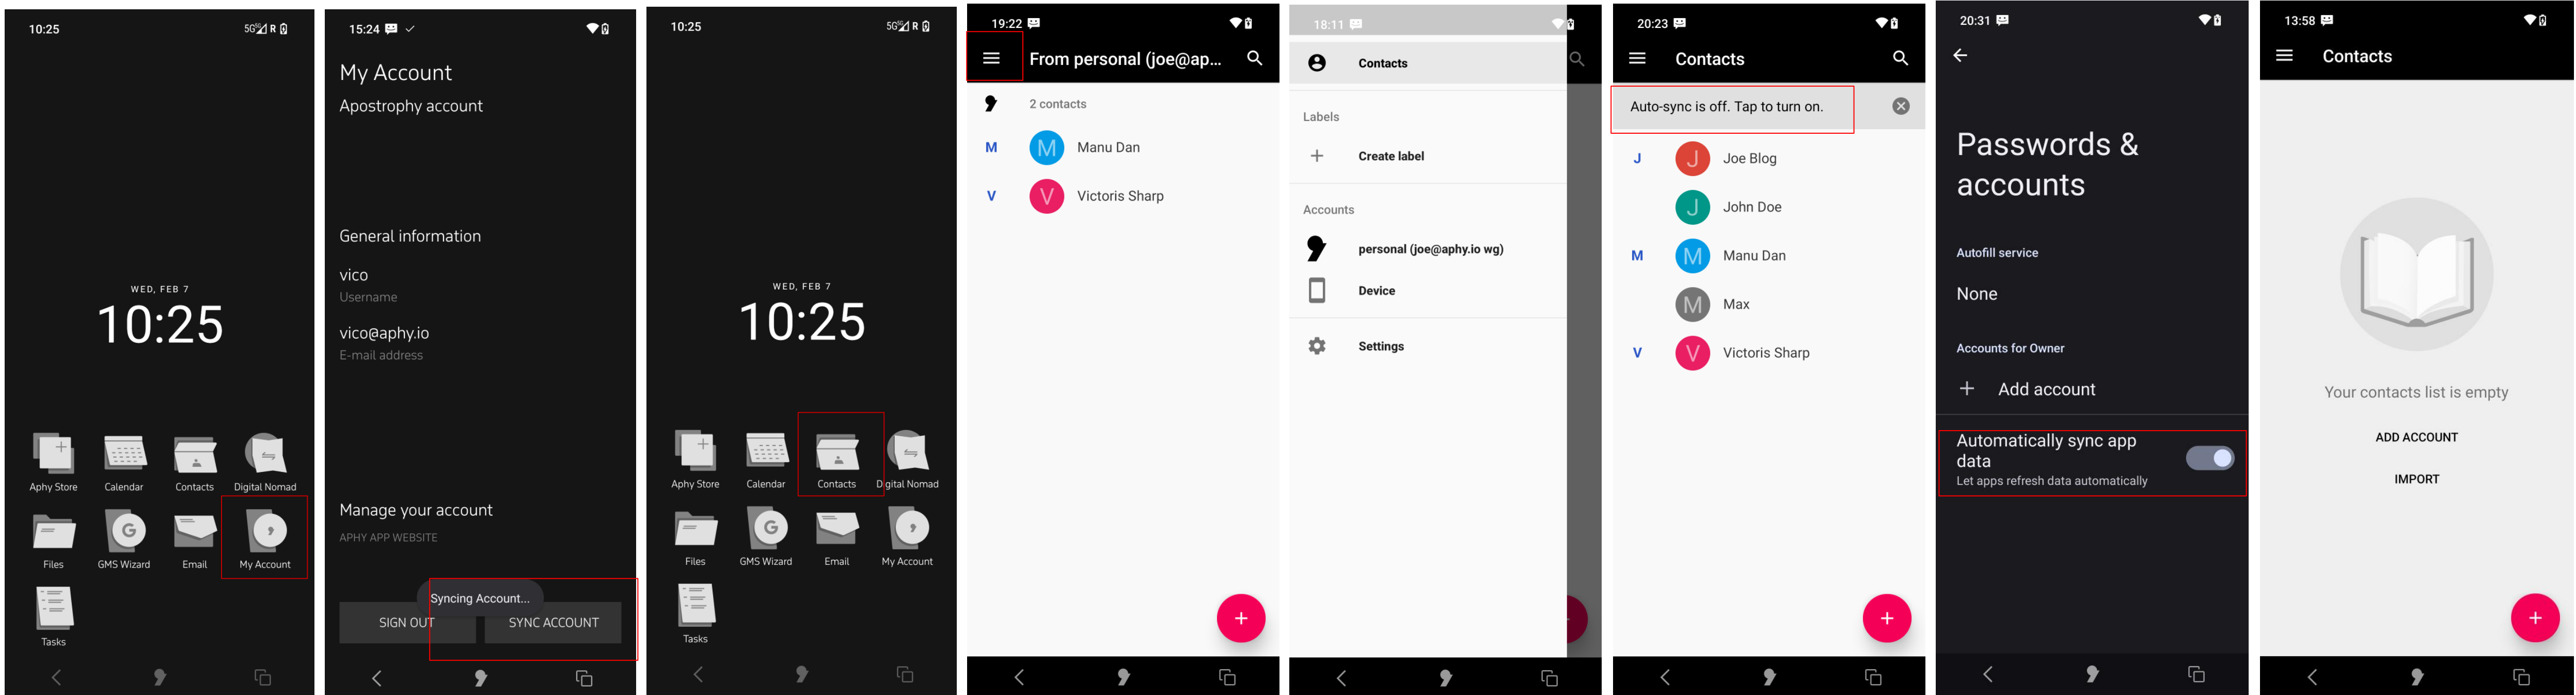 10:25
5G R
WED, FEB 7
10:25
Aphy Store
Calendar
Contacts
Digital Nomad
Files
G
GMS Wizard
Email
My Account
Tasks
15:24
My Account
Apostrophy account
General information
vico
Username
vico@aphy.io
E-mail address
Manage your account
APHY APP WEBSITE
Syncing Account...
SIGN OUT
SYNC ACCOUNT
10:25
5G R
WED, FEB 7
10:25
Aphy Store
Calendar
Contacts
Digital Nomad
Files
G
GMS Wizard
Email
My Account
Tasks
19:22
From personal (joe@ap...
2 contacts
M
M
Manu Dan
V
V
Victoris Sharp
18:11
Contacts
Labels
Create label
Accounts
personal (joe@aphy.io wg)
Device
Settings
20:23
Contacts
Auto-sync is off. Tap to turn on.
J
J
Joe Blog
J
John Doe
M
M
Manu Dan
M
Max
V
V
Victoris Sharp
20:31
Passwords &
accounts
Autofill service
None
Accounts for Owner
Add account
Automatically sync app
data
Let apps refresh data automatically
13:58
Contacts
Your contacts list is empty
ADD ACCOUNT
IMPORT